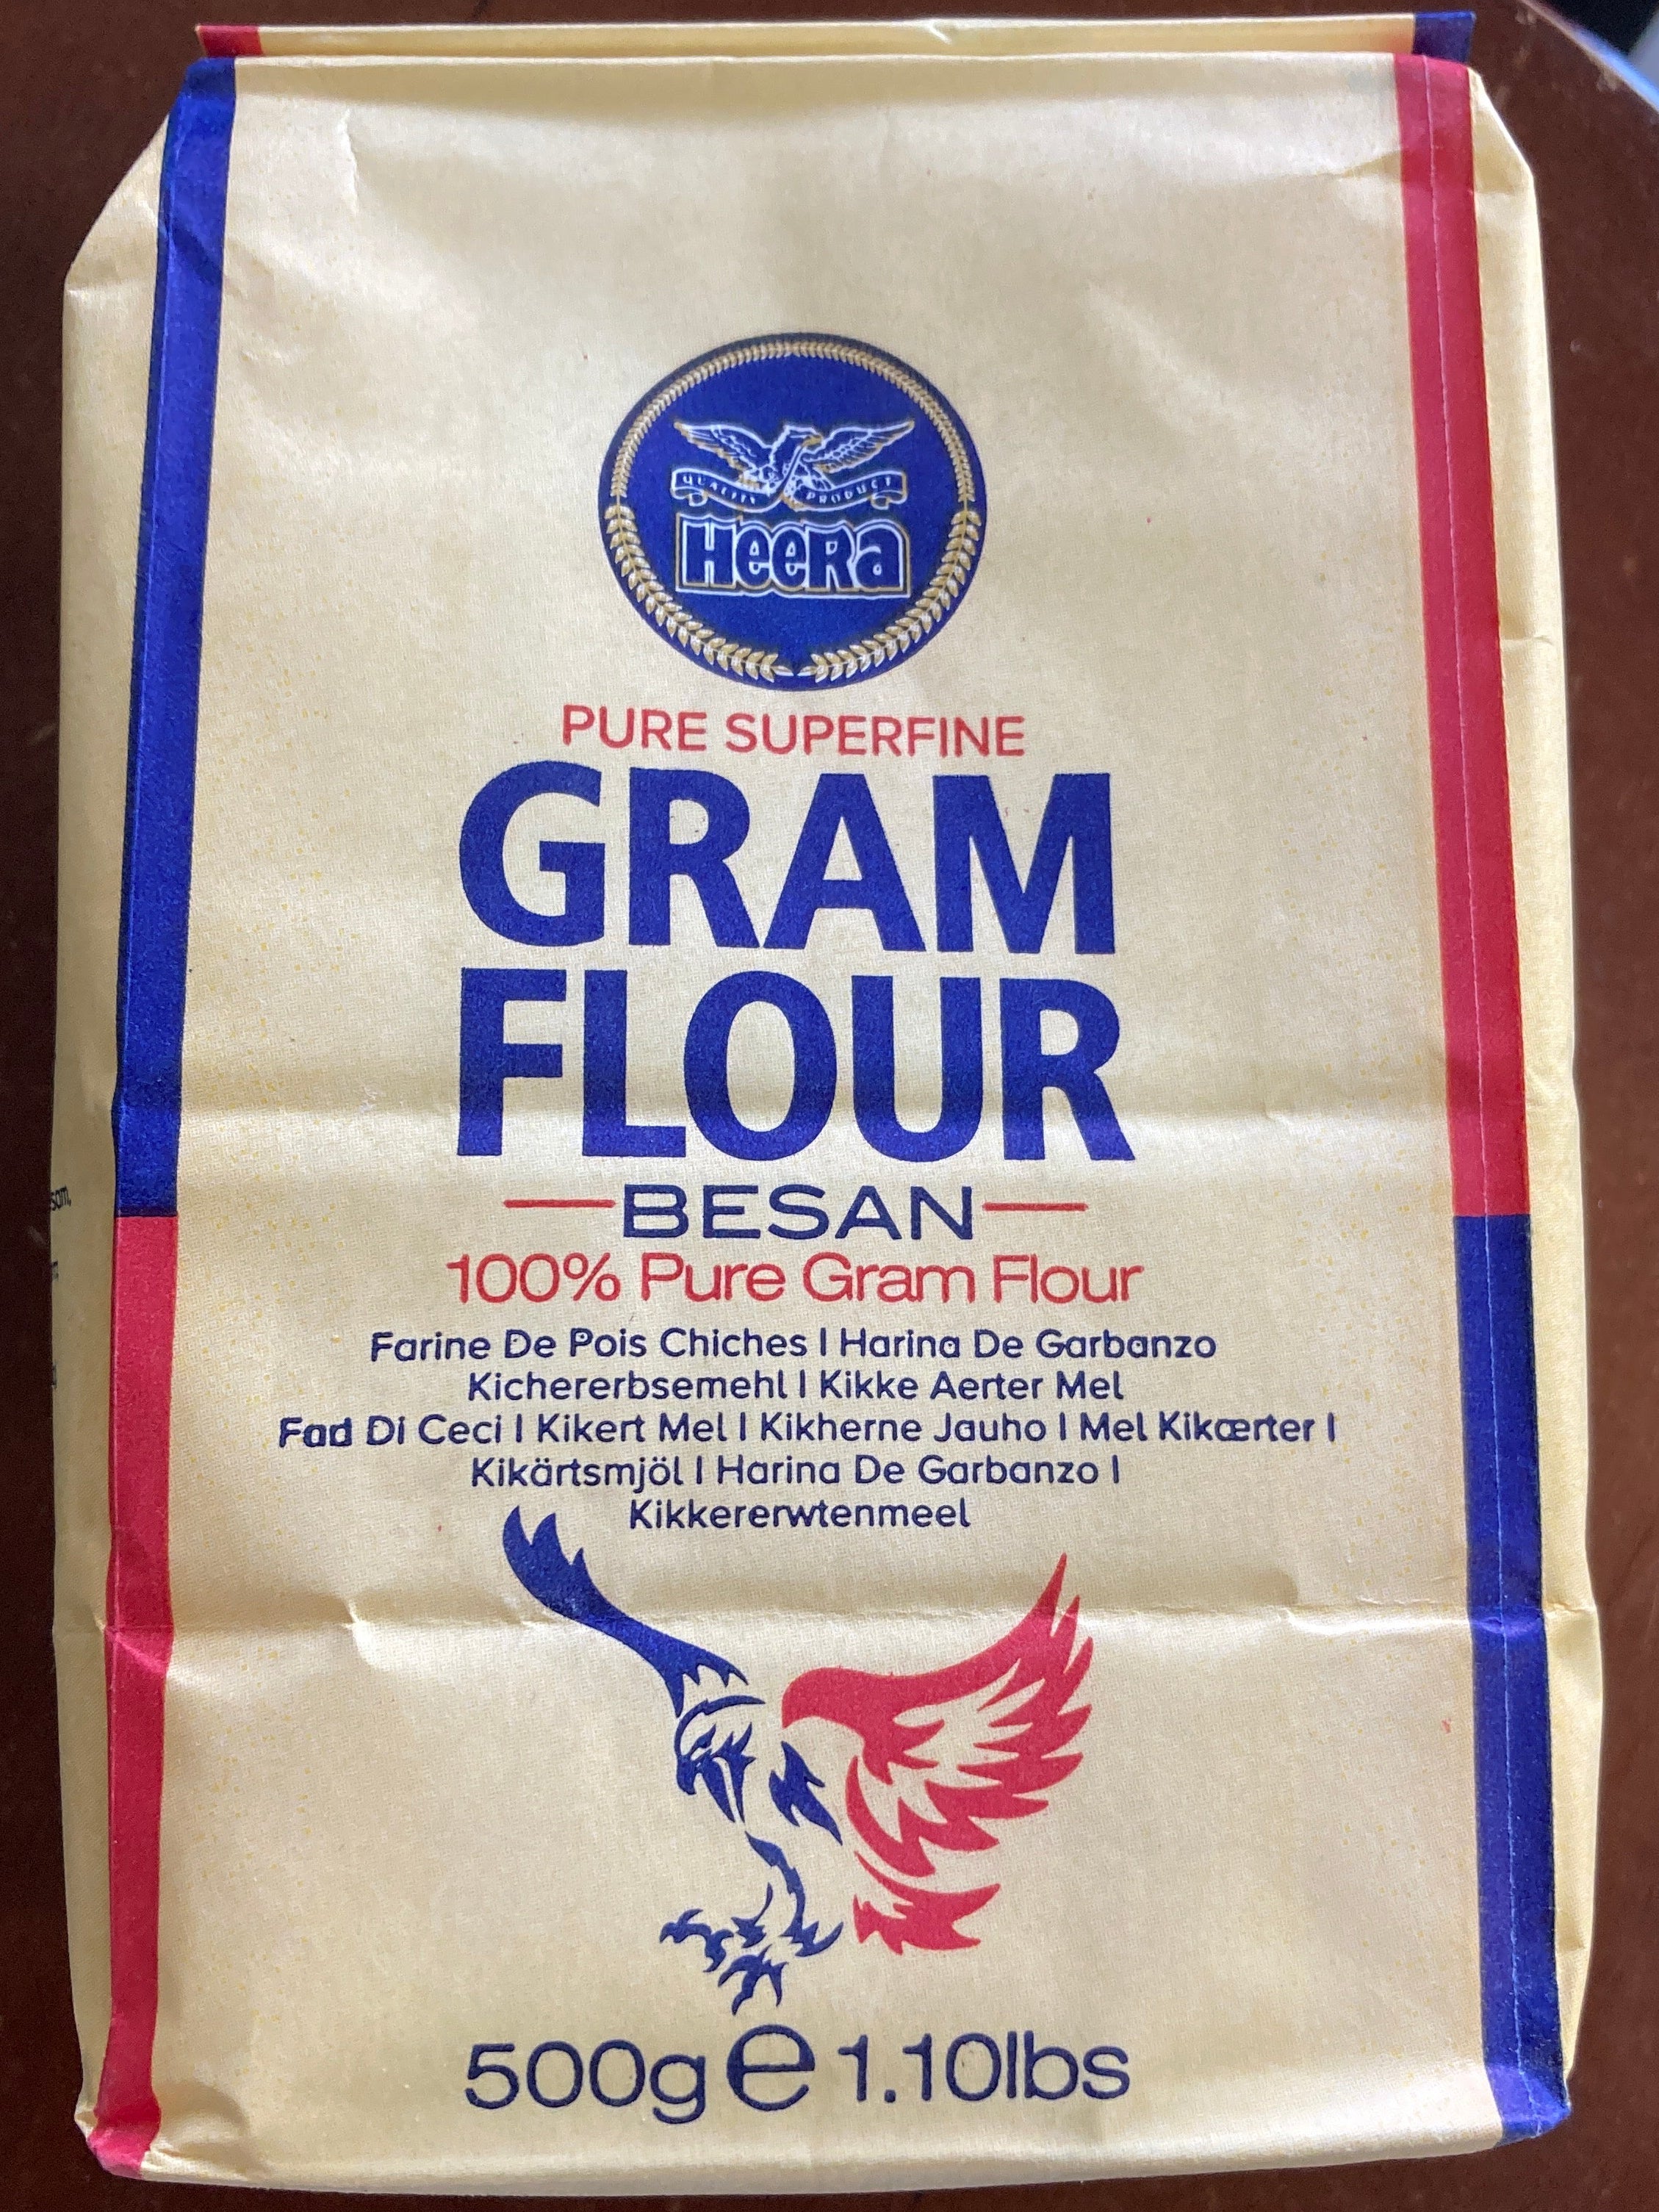 QUALITY PRODUCT
HeeRa
PURE SUPERFINE
GRAM
FLOUR
BESAN
100% Pure Gram Flour
Farine De Pois Chiches | Harina De Garbanzo
Kichererbsemehl | Kikke Aerter Mel
Fad Di Ceci | Kikert Mel | Kikherne Jauho | Mel Kikærter |
Kikärtsmjöl | Harina De Garbanzo |
Kikkererwtenmeel
500g e 1.10lbs